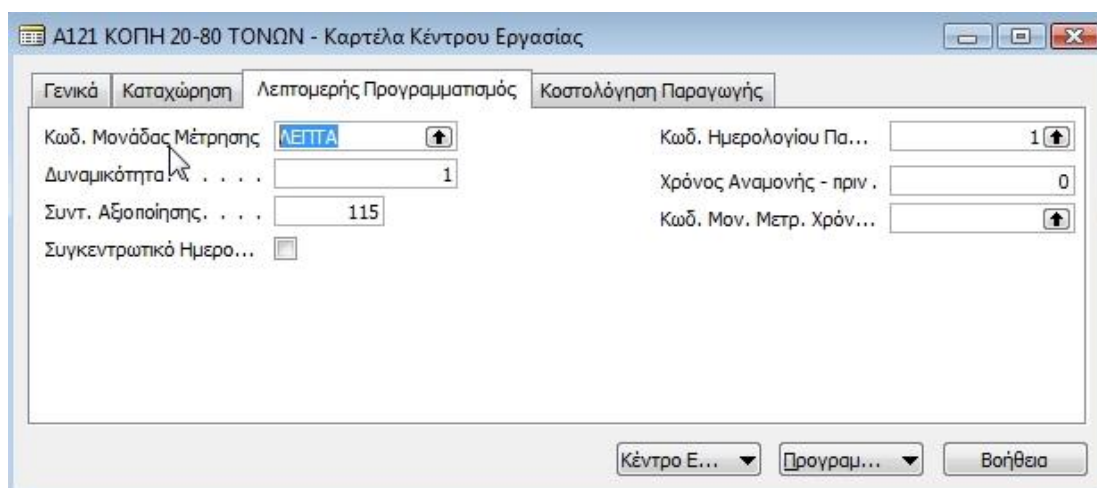 A121 ΚΟΠΗ 20-80 ΤΟΝΩΝ - Καρτέλα Κέντρου Εργασίας
Γενικά Καταχώρηση Λεπτομερής Προγραμματισμός Κοστολόγηση Παραγωγής
Κωδ. Μονάδας Μέτρησης ΛΕΠΤΑ Κωδ. Ημερολογίου Πα... 1
Δυναμικότητα . . . . . 1 Χρόνος Αναμονής - πριν . 0
Συντ. Αξιοποίησης. . . . 115 Κωδ. Μον. Μετρ. Χρόν...
Συγκεντρωτικό Ημερο...
Κέντρο Ε... Προγραμ... Βοήθεια